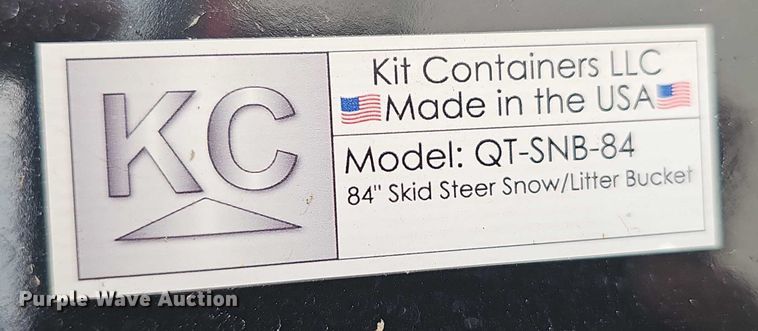 KC
Kit Containers LLC
Made in the USA
Model: QT-SNB-84
84" Skid Steer Snow/Litter Bucket
Purple Wave Auction